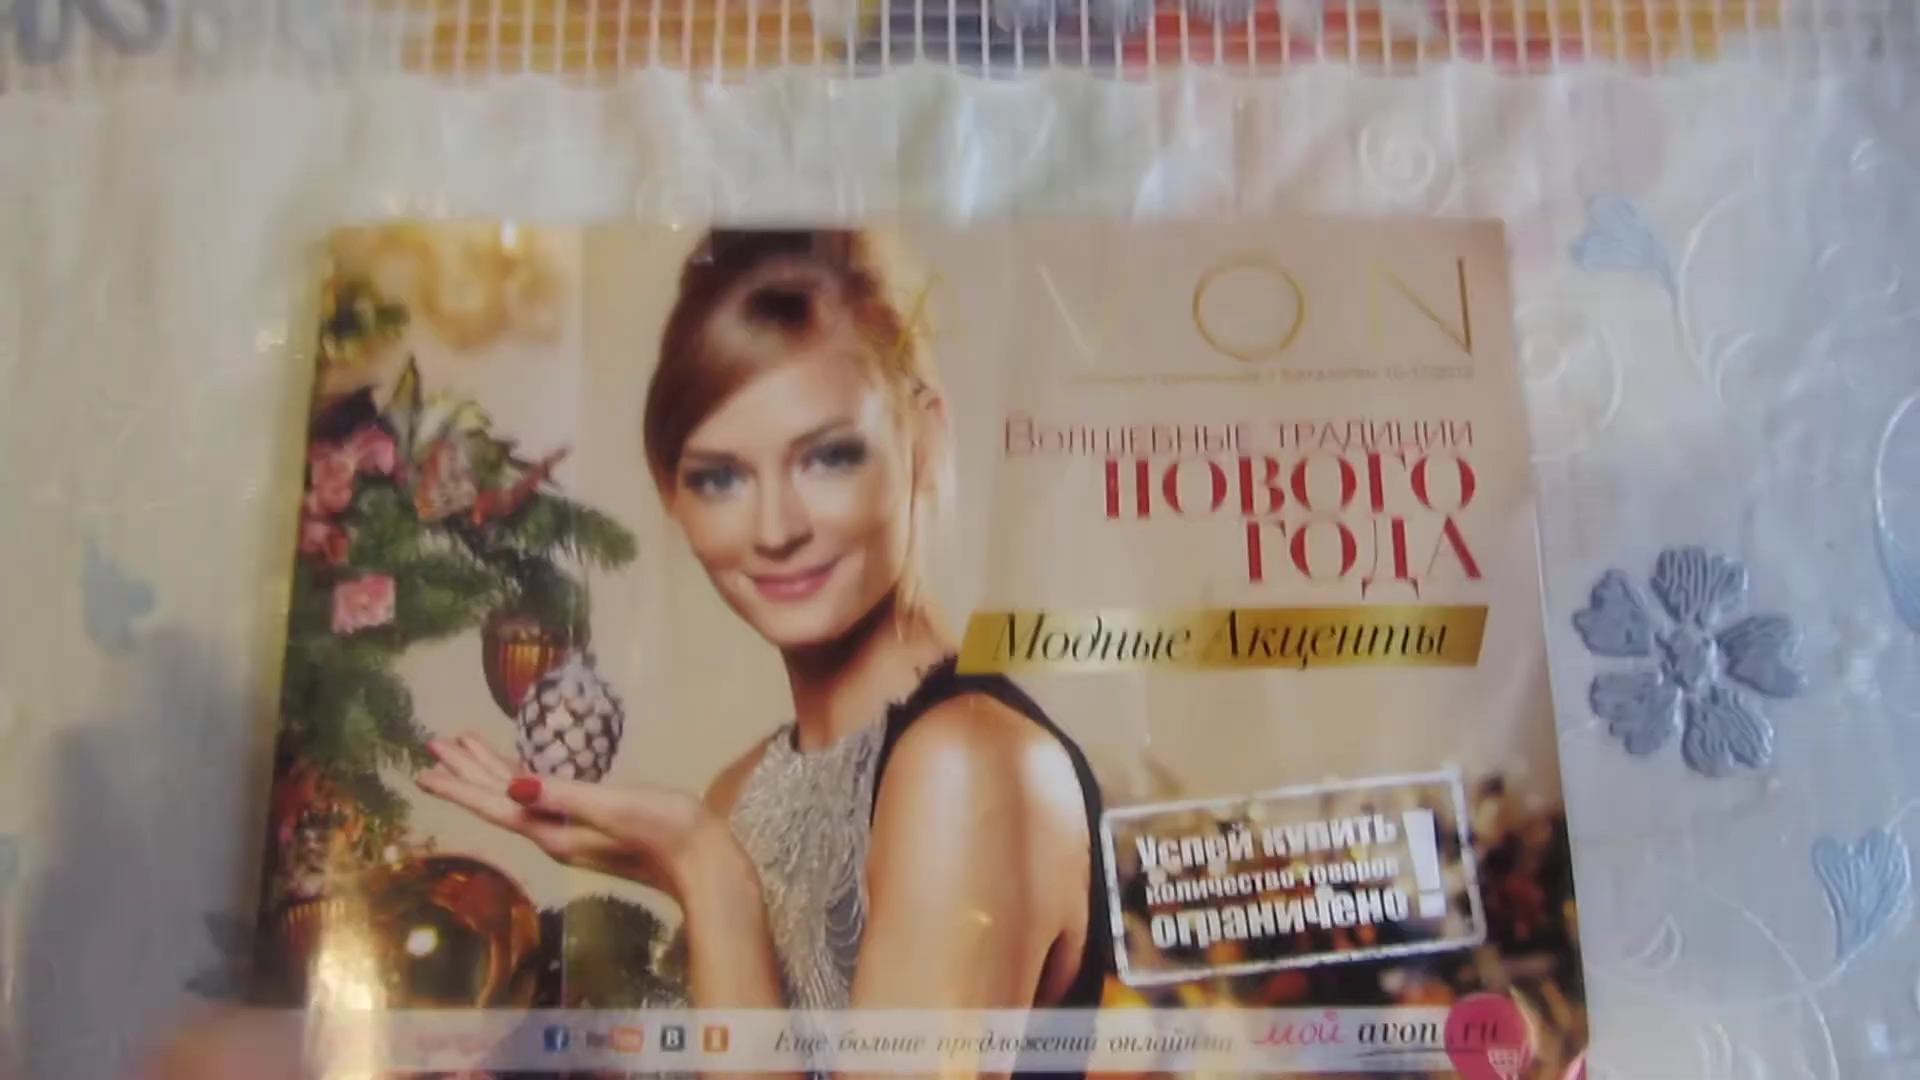 AVON
Волшебные традиции
НОВОГО
ГОДА
Модные Акценты
Успей купить
количество товаров
ограничено!
Еще больше предложений онлайн на мой avon.ru